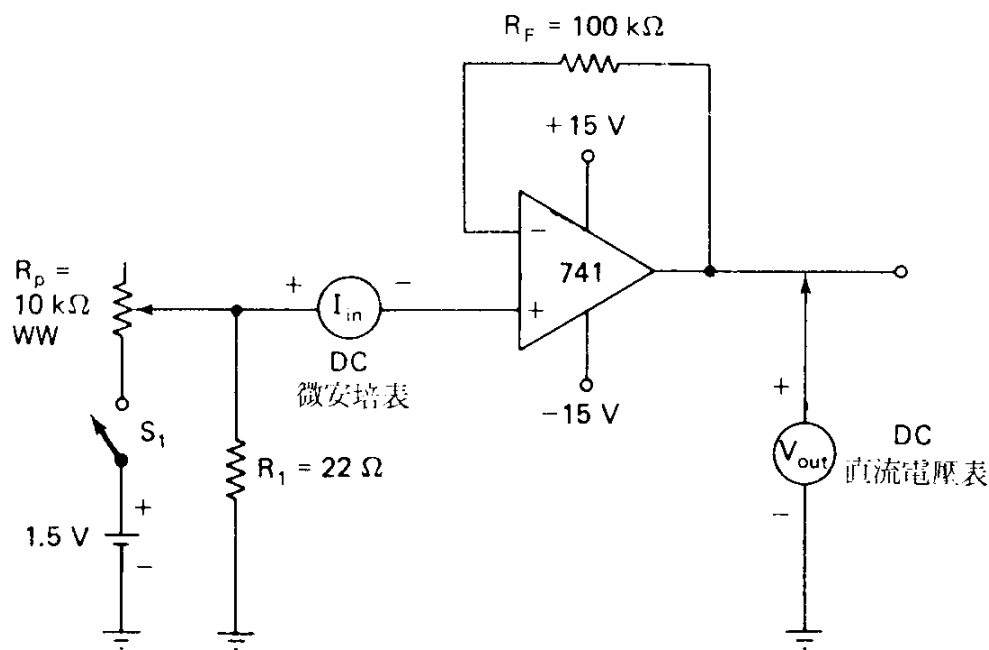 R_F = 100 kΩ
+15 V
−
741
+
−15 V
R_p =
10 kΩ
WW
+
I_in
−
DC
微安培表
S_1
R_1 = 22 Ω
+
1.5 V
−
+
V_out
−
DC
直流電壓表